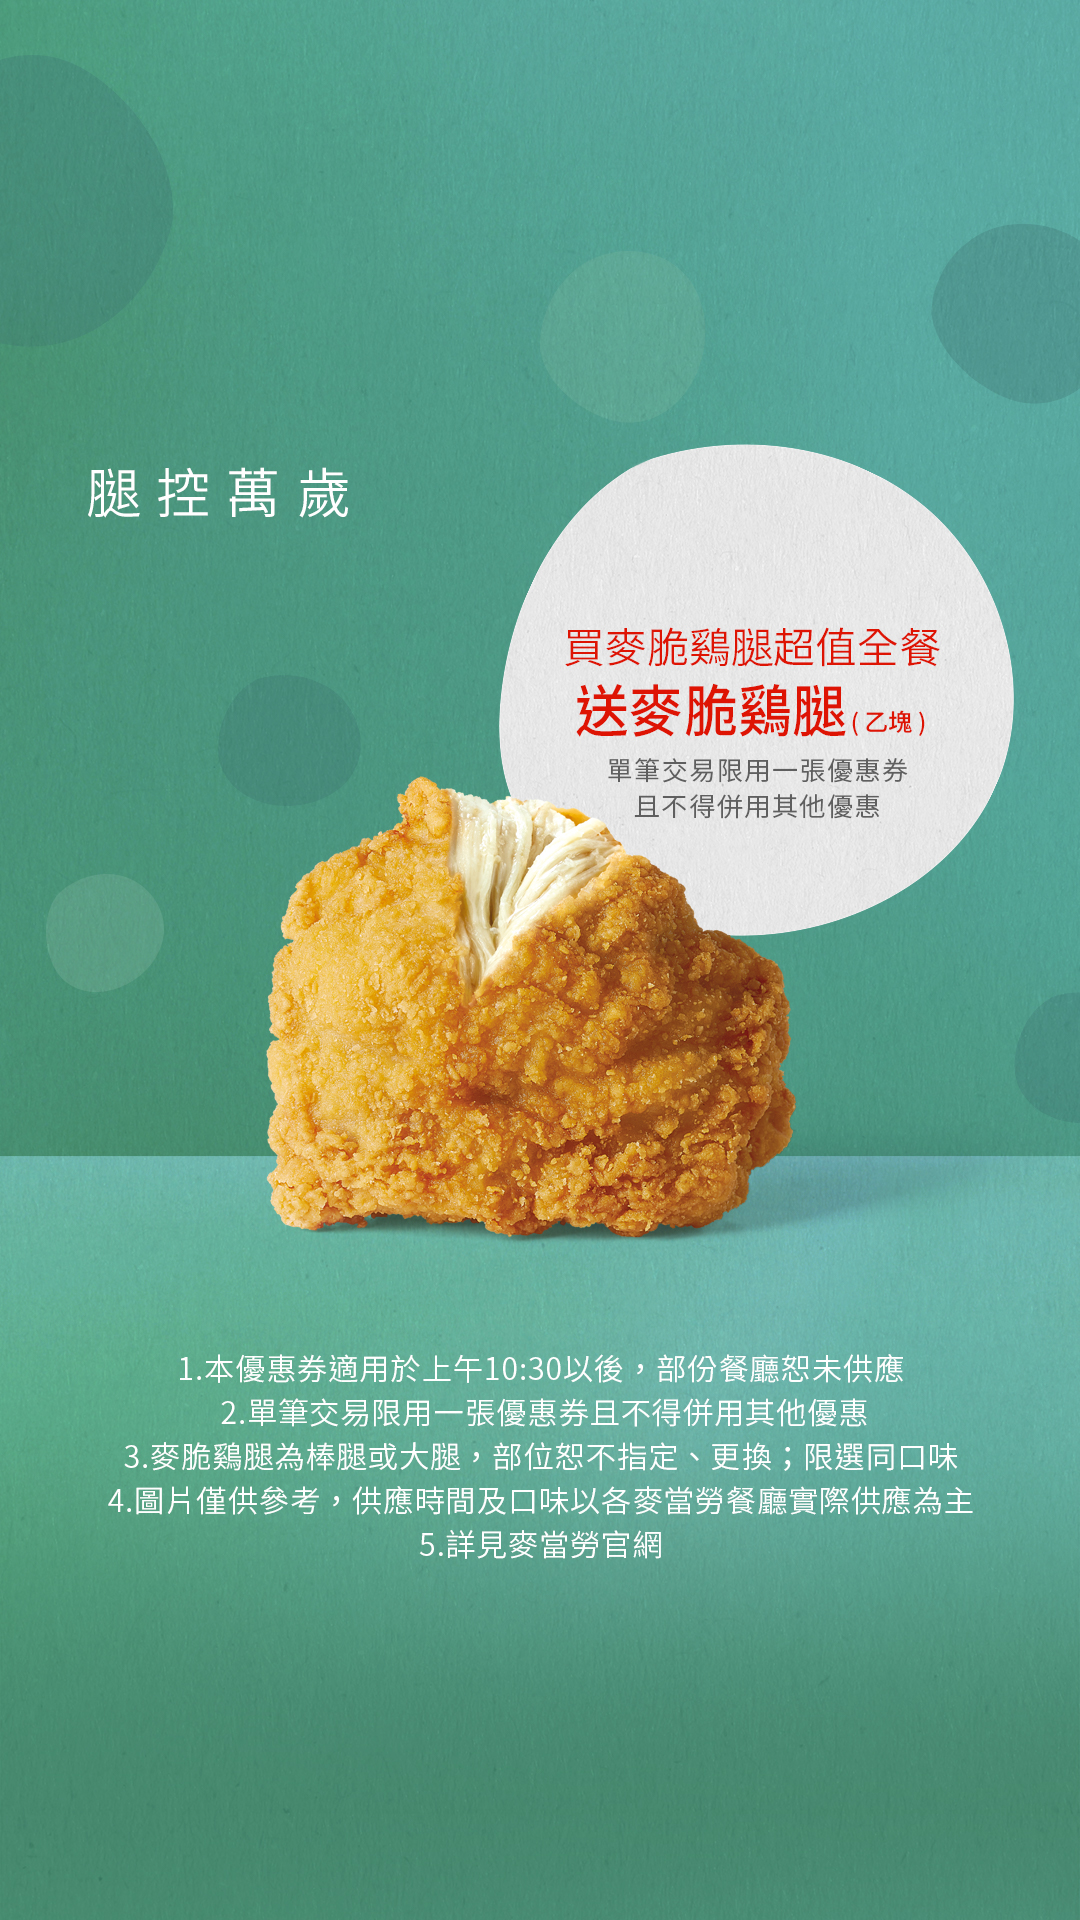 腿控萬歲
買麥脆鷄腿超值全餐
送麥脆鷄腿(乙塊)
單筆交易限用一張優惠券
且不得併用其他優惠
1.本優惠券適用於上午10:30以後，部份餐廳恕未供應
2.單筆交易限用一張優惠券且不得併用其他優惠
3.麥脆鷄腿為棒腿或大腿，部位恕不指定、更換；限選同口味
4.圖片僅供參考，供應時間及口味以各麥當勞餐廳實際供應為主
5.詳見麥當勞官網